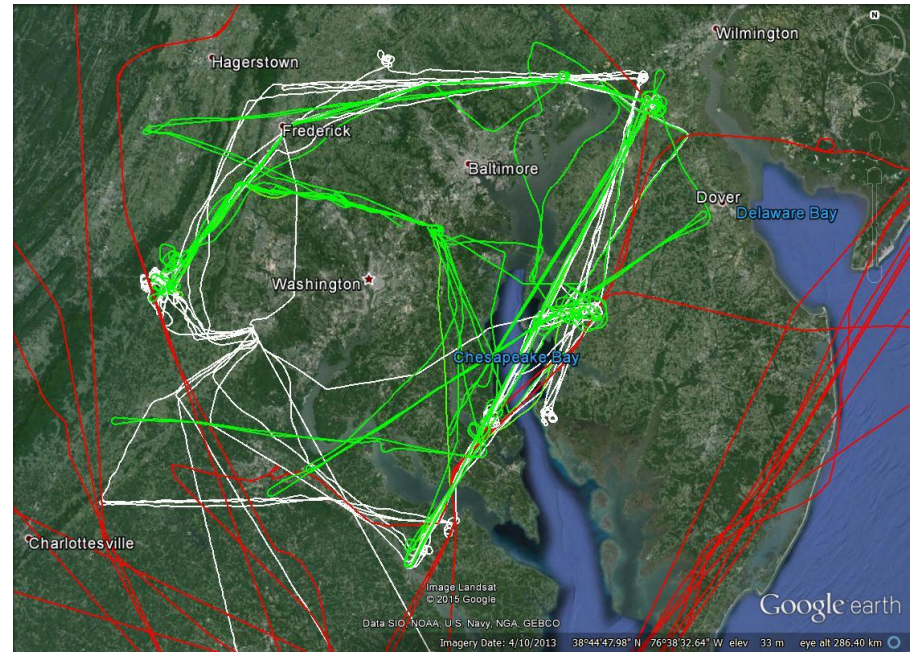 Wilmington
Hagerstown
N
Frederick
Baltimore
Dover
Delaware Bay
Washington
Chesapeake Bay
Charlottesville
Image Landsat
© 2015 Google
Data SIO, NOAA, U.S. Navy, NGA, GEBCO
Google earth
Imagery Date: 4/10/2013 38°44'47.98" N 76°38'32.64" W elev 33 m eye alt 286.40 km